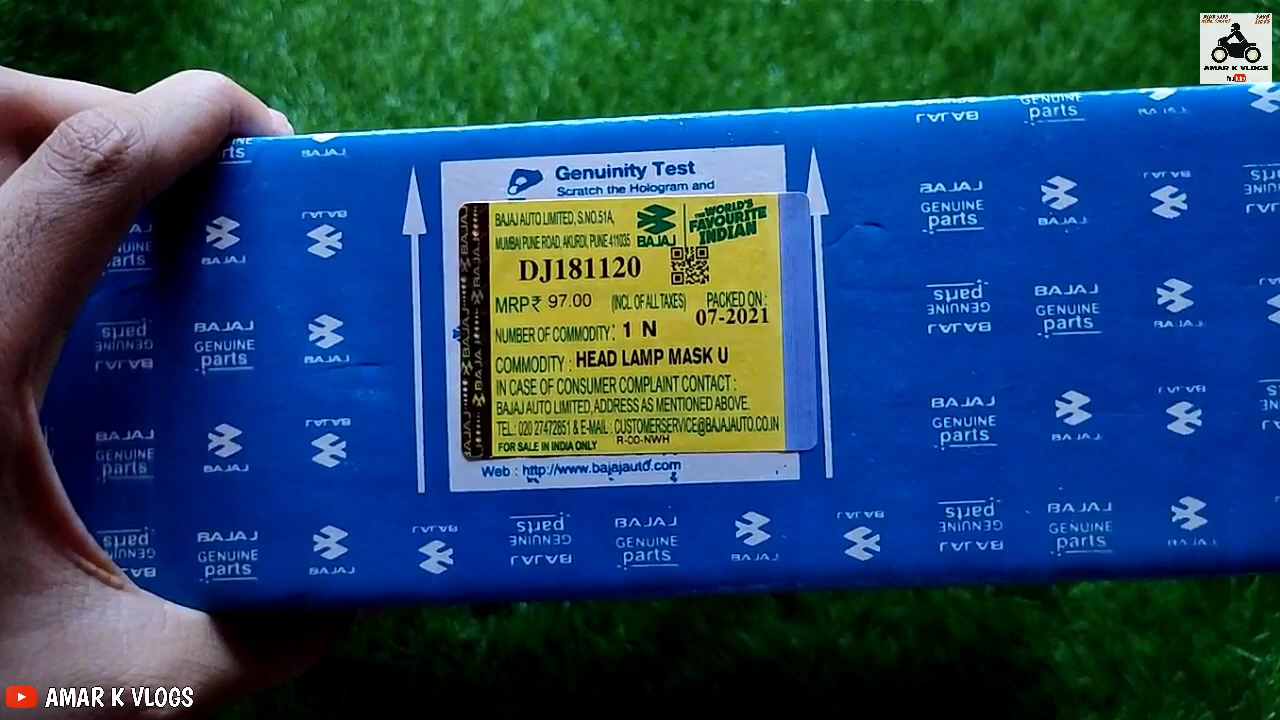 Genuinity Test
Scratch the Hologram and
BAJAJ AUTO LIMITED, S.NO.51A,
MUMBAI PUNE ROAD, AKURDI, PUNE 411035
BAJAJ
THE WORLD'S
FAVOURITE
INDIAN
DJ181120
MRP ₹ 97.00 (INCL OF ALL TAXES)
PACKED ON :
07-2021
NUMBER OF COMMODITY: 1 N
COMMODITY : HEAD LAMP MASK U
IN CASE OF CONSUMER COMPLAINT CONTACT :
BAJAJ AUTO LIMITED, ADDRESS AS MENTIONED ABOVE.
TEL.: 020 27472851 & E-MAIL : CUSTOMERSERVICE@BAJAJAUTO.CO.IN
FOR SALE IN INDIA ONLY R-00-NWH
Web : http://www.bajajauto.com
BAJAJ
GENUINE
parts
AMAR K VLOGS
AMAR K VLOGS